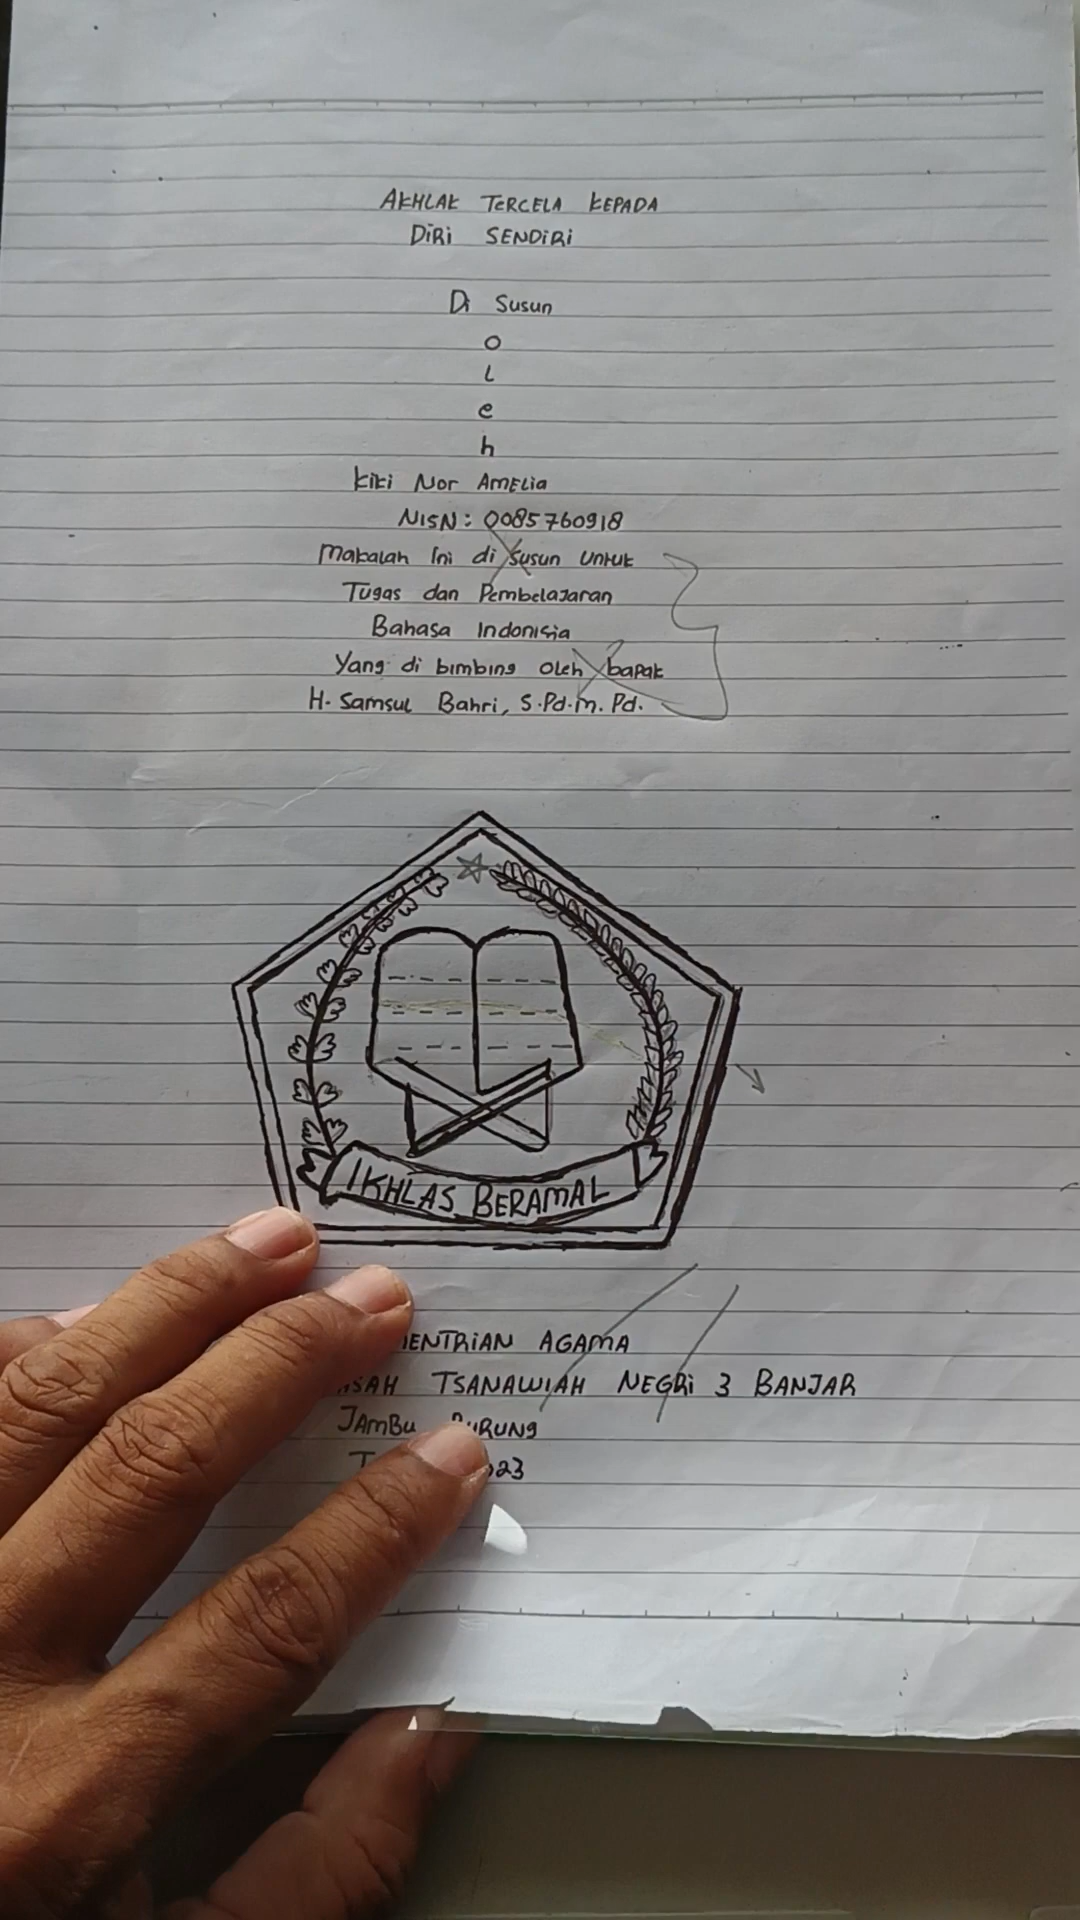 AKHLAK TERCELA KEPADA
DIRI SENDIRI
Di Susun
O
L
e
h
Kiki Nor Amelia
NISN: 0085760918
Makalah Ini di Susun Untuk
Tugas dan Pembelajaran
Bahasa Indonisia
Yang di bimbing oleh bapak
H. Samsul Bahri, S.Pd.M.Pd.
IKHLAS BERAMAL
AGAMA
TSANAWIAH NEGRI 3 BANJAR
JAMBU